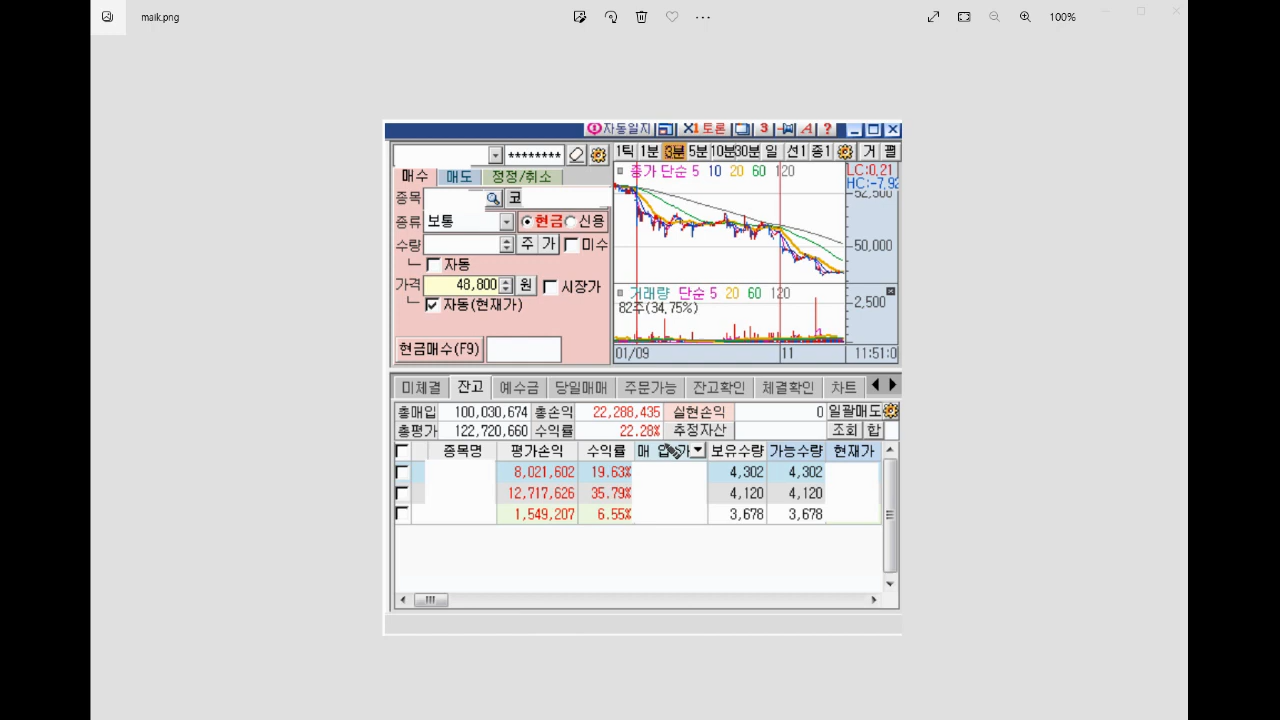 maik.png
100%
자동일지 X1 토론 3 A ?
******** 1틱 1분 3분 5분 10분 30분 일 선1 종1 거 펼
매수 매도 정정/취소
종가 단순 5 10 20 60 120
LC:0,21
HC:-7,92
52,500
50,000
종목 코
종류 보통 현금 신용
수량 주 가 미수
자동
가격 48,800 원 시장가
자동(현재가)
거래량 단순 5 20 60 120
82주(34,75%)
2,500
현금매수(F9)
01/09 11 11:51:0
미체결 잔고 예수금 당일매매 주문가능 잔고확인 체결확인 차트
총매입 100,030,674 총손익 22,288,435 실현손익 0 일괄매도
총평가 122,720,660 수익률 22.28% 추정자산 조회 합
종목명 평가손익 수익률 매 입 가 보유수량 가능수량 현재가
8,021,602 19.63% 4,302 4,302
12,717,626 35.79% 4,120 4,120
1,549,207 6.55% 3,678 3,678